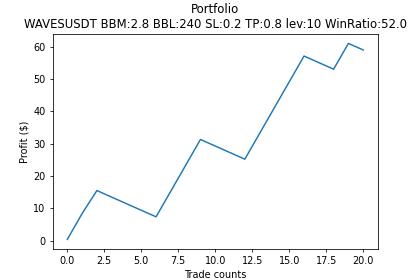 Portfolio
WAVESUSDT BBM:2.8 BBL:240 SL:0.2 TP:0.8 lev:10 WinRatio:52.0
60
50
40
30
20
10
0
Profit ($)
0.0 2.5 5.0 7.5 10.0 12.5 15.0 17.5 20.0
Trade counts